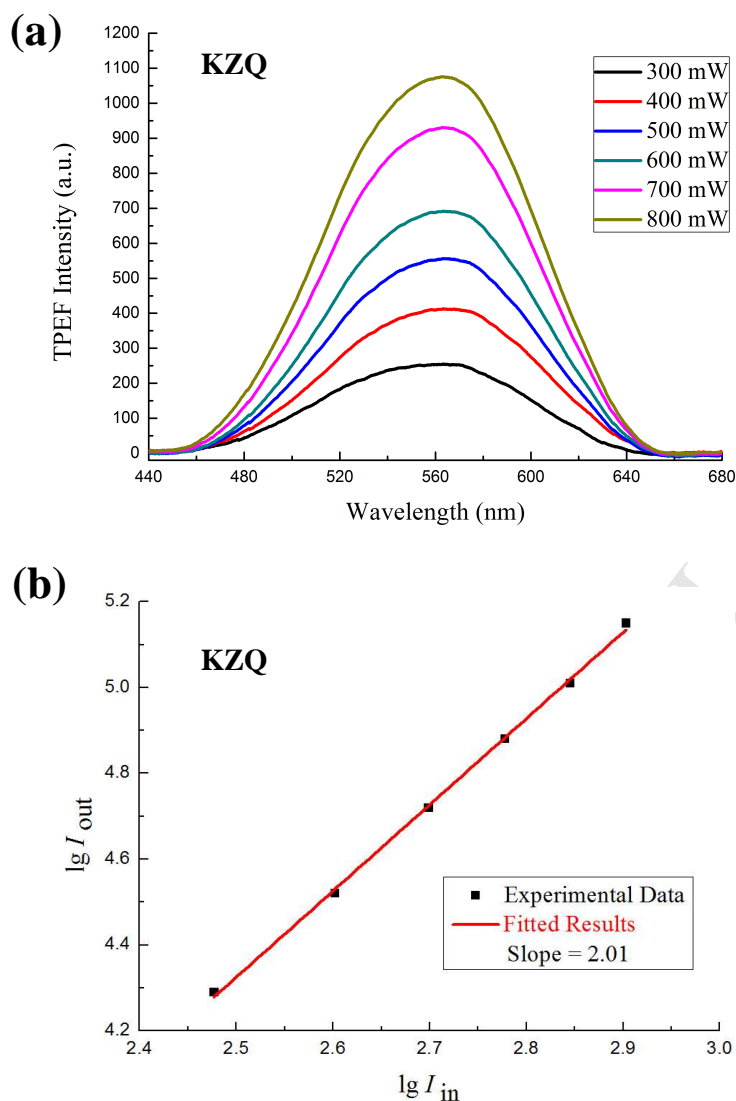 (a)
KZQ
1200
1100
1000
900
800
700
600
500
400
300
200
100
0
TPEF Intensity (a.u.)
300 mW
400 mW
500 mW
600 mW
700 mW
800 mW
440 480 520 560 600 640 680
Wavelength (nm)
(b)
KZQ
5.2
5.0
4.8
4.6
4.4
4.2
lg I out
Experimental Data
Fitted Results
Slope = 2.01
2.4 2.5 2.6 2.7 2.8 2.9 3.0
lg I in